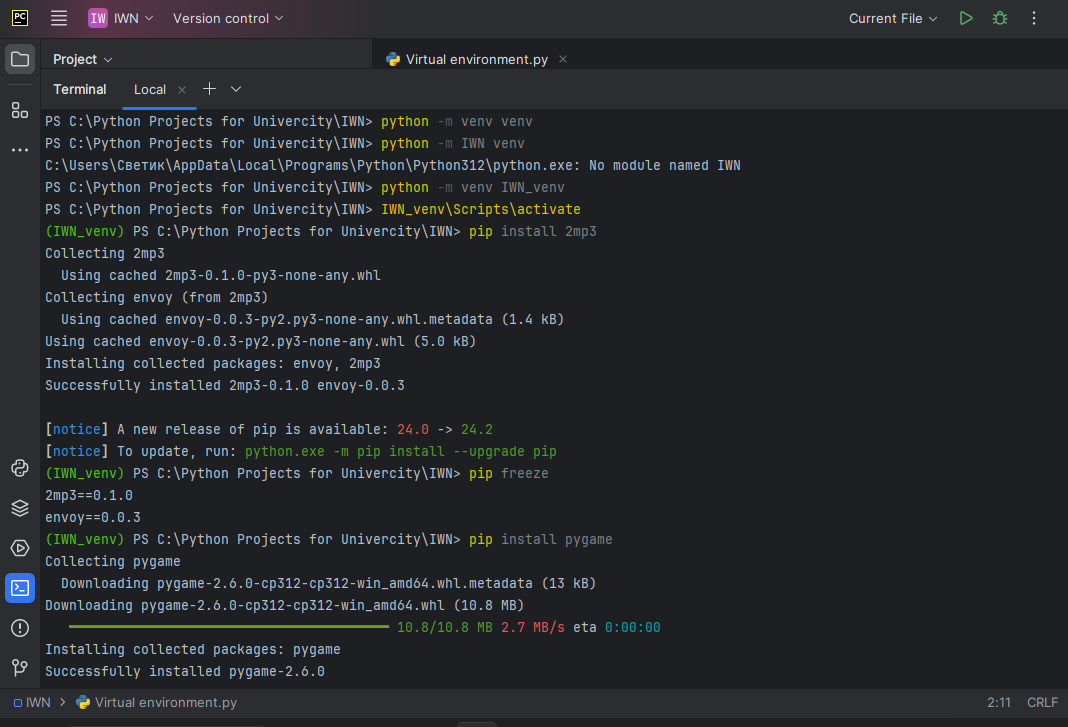 PC IW IWN Version control Current File
Project Virtual environment.py
Terminal Local
PS C:\Python Projects for Univercity\IWN> python -m venv venv
PS C:\Python Projects for Univercity\IWN> python -m IWN venv
C:\Users\Светик\AppData\Local\Programs\Python\Python312\python.exe: No module named IWN
PS C:\Python Projects for Univercity\IWN> python -m venv IWN_venv
PS C:\Python Projects for Univercity\IWN> IWN_venv\Scripts\activate
(IWN_venv) PS C:\Python Projects for Univercity\IWN> pip install 2mp3
Collecting 2mp3
  Using cached 2mp3-0.1.0-py3-none-any.whl
Collecting envoy (from 2mp3)
  Using cached envoy-0.0.3-py2.py3-none-any.whl.metadata (1.4 kB)
Using cached envoy-0.0.3-py2.py3-none-any.whl (5.0 kB)
Installing collected packages: envoy, 2mp3
Successfully installed 2mp3-0.1.0 envoy-0.0.3
[notice] A new release of pip is available: 24.0 -> 24.2
[notice] To update, run: python.exe -m pip install --upgrade pip
(IWN_venv) PS C:\Python Projects for Univercity\IWN> pip freeze
2mp3==0.1.0
envoy==0.0.3
(IWN_venv) PS C:\Python Projects for Univercity\IWN> pip install pygame
Collecting pygame
  Downloading pygame-2.6.0-cp312-cp312-win_amd64.whl.metadata (13 kB)
Downloading pygame-2.6.0-cp312-cp312-win_amd64.whl (10.8 MB)
10.8/10.8 MB 2.7 MB/s eta 0:00:00
Installing collected packages: pygame
Successfully installed pygame-2.6.0
IWN > Virtual environment.py 2:11 CRLF